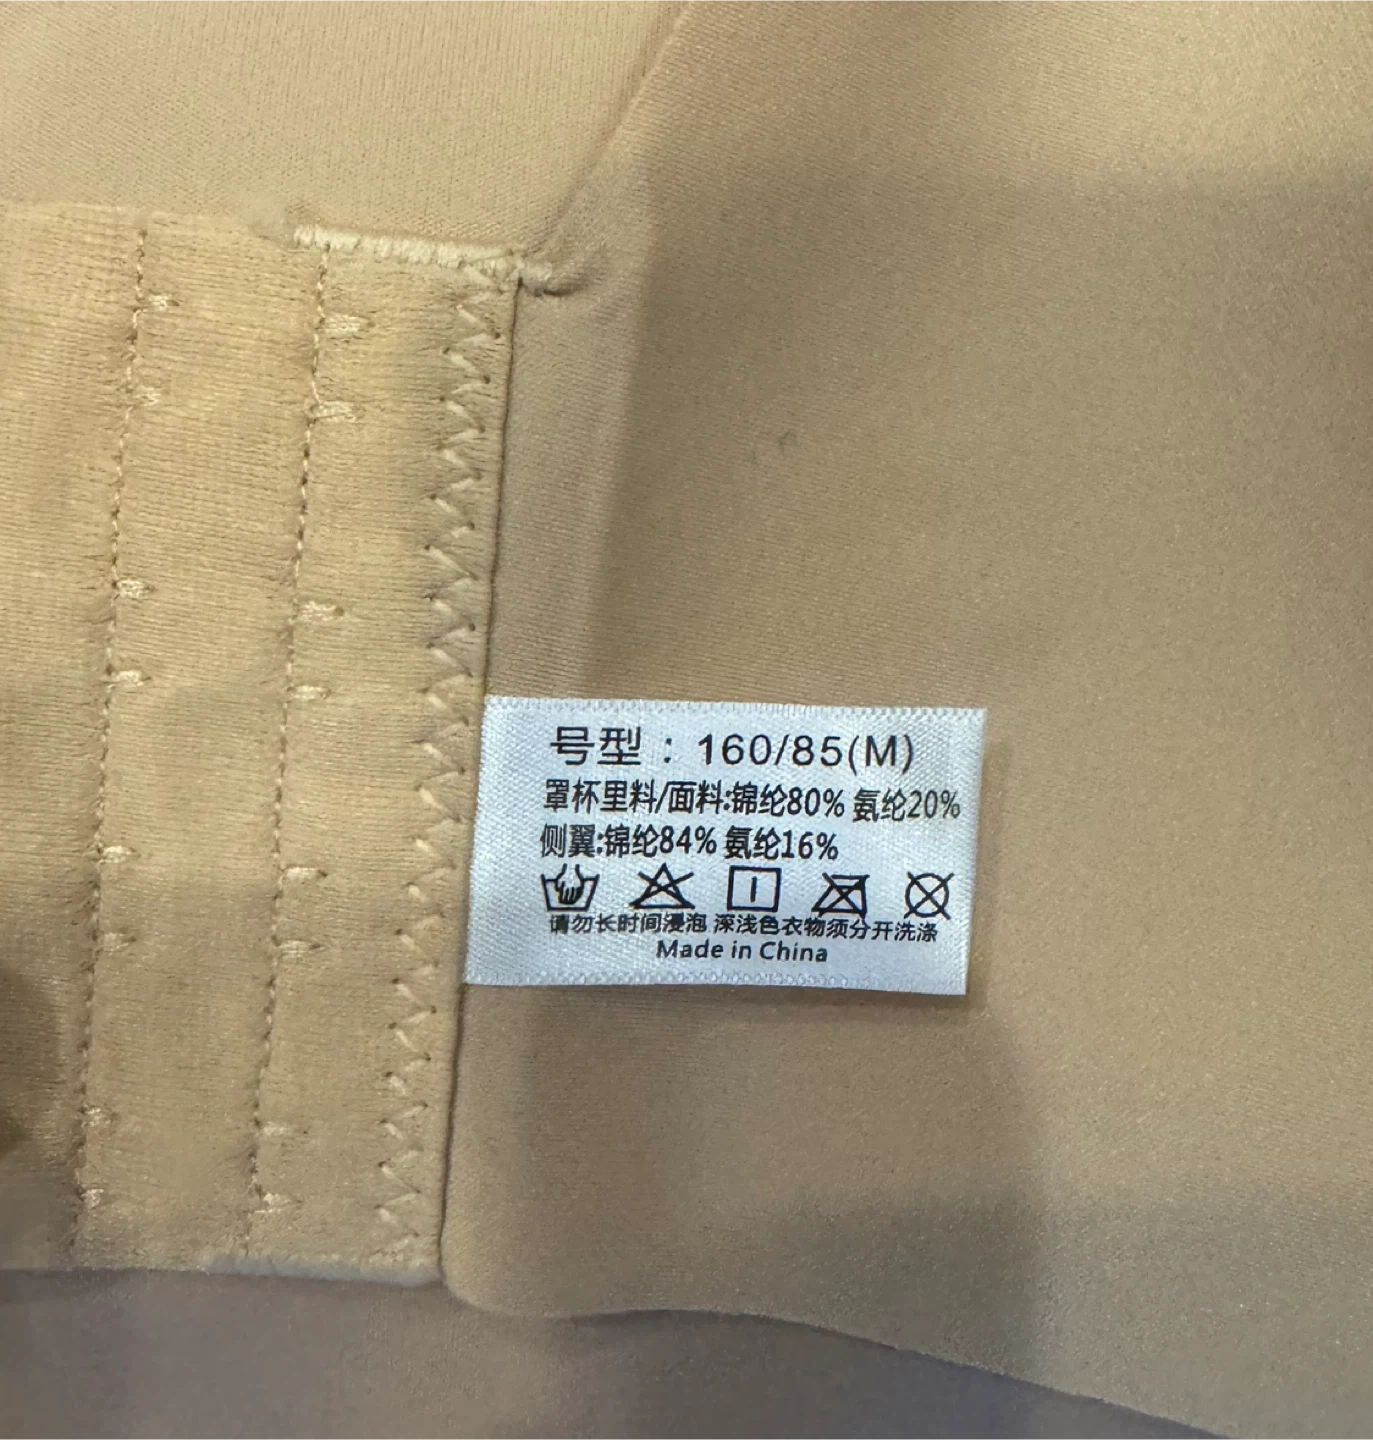 号型：160/85(M)
罩杯里料/面料:锦纶80% 氨纶20%
侧翼:锦纶84% 氨纶16%
请勿长时间浸泡 深浅色衣物须分开洗涤
Made in China